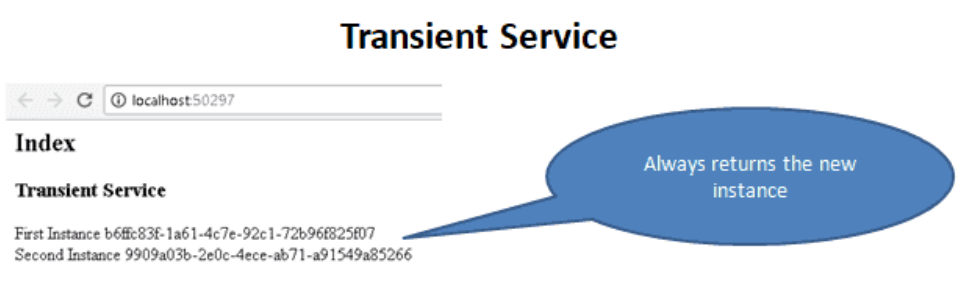 Transient Service
localhost:50297
Index
Transient Service
First Instance b6ffc83f-1a61-4c7e-92c1-72b96f825f07
Second Instance 9909a03b-2e0c-4ece-ab71-a91549a85266
Always returns the new
instance